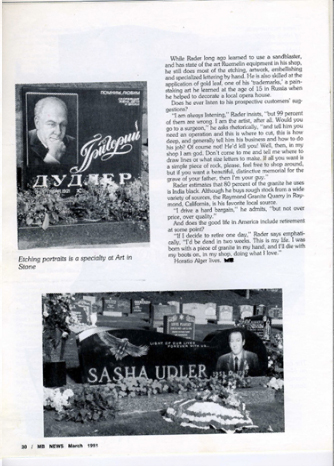 While Rader long ago learned to use a sandblaster,
and has state of the art Ruemelin equipment in his shop,
he still does most of the etching, artwork, embellishing
and specialized lettering by hand. He is also skilled at the
application of gold leaf, one of his 'trademarks,' a pain-
staking art he learned at the age of 15 in Russia when
he helped to decorate a local opera house.
Does he ever listen to his prospective customers' sug-
gestions?
"I am always listening," Rader insists, "but 99 percent
of them are wrong. I am the artist, after all. Would you
go to a surgeon," he asks rhetorically, "and tell him you
need an operation and this is where to cut, this is how
deep, and generally tell him his business and how to do
his job? Of course not! He'd kill you! Well, then, in my
shop I am god. Don't come to me and tell me where to
draw lines or what size letters to make. If all you want is
a simple piece of rock, please, feel free to shop around,
but if you want a beautiful, distinctive memorial for the
grave of your father, then I'm your guy."
Rader estimates that 80 percent of the granite he uses
is India black. Although he buys rough stock from a wide
variety of sources, the Raymond Granite Quarry in Ray-
mond, California, is his favorite local source.
"I drive a hard bargain," he admits, "but not over
price, over quality."
And does the good life in America include retirement
at some point?
"If I decide to retire one day," Rader says emphati-
cally, "I'd be dead in two weeks. This is my life. I was
born with a piece of granite in my hand, and I'll die with
my boots on, in my shop, doing what I love."
Horatio Alger lives.
Григорий
ДУДНЕР
Etching portraits is a specialty at Art in
Stone
LIGHT OF OUR LIVES
FOREVER WITH US
SASHA UDLER
30 / MB NEWS March 1991